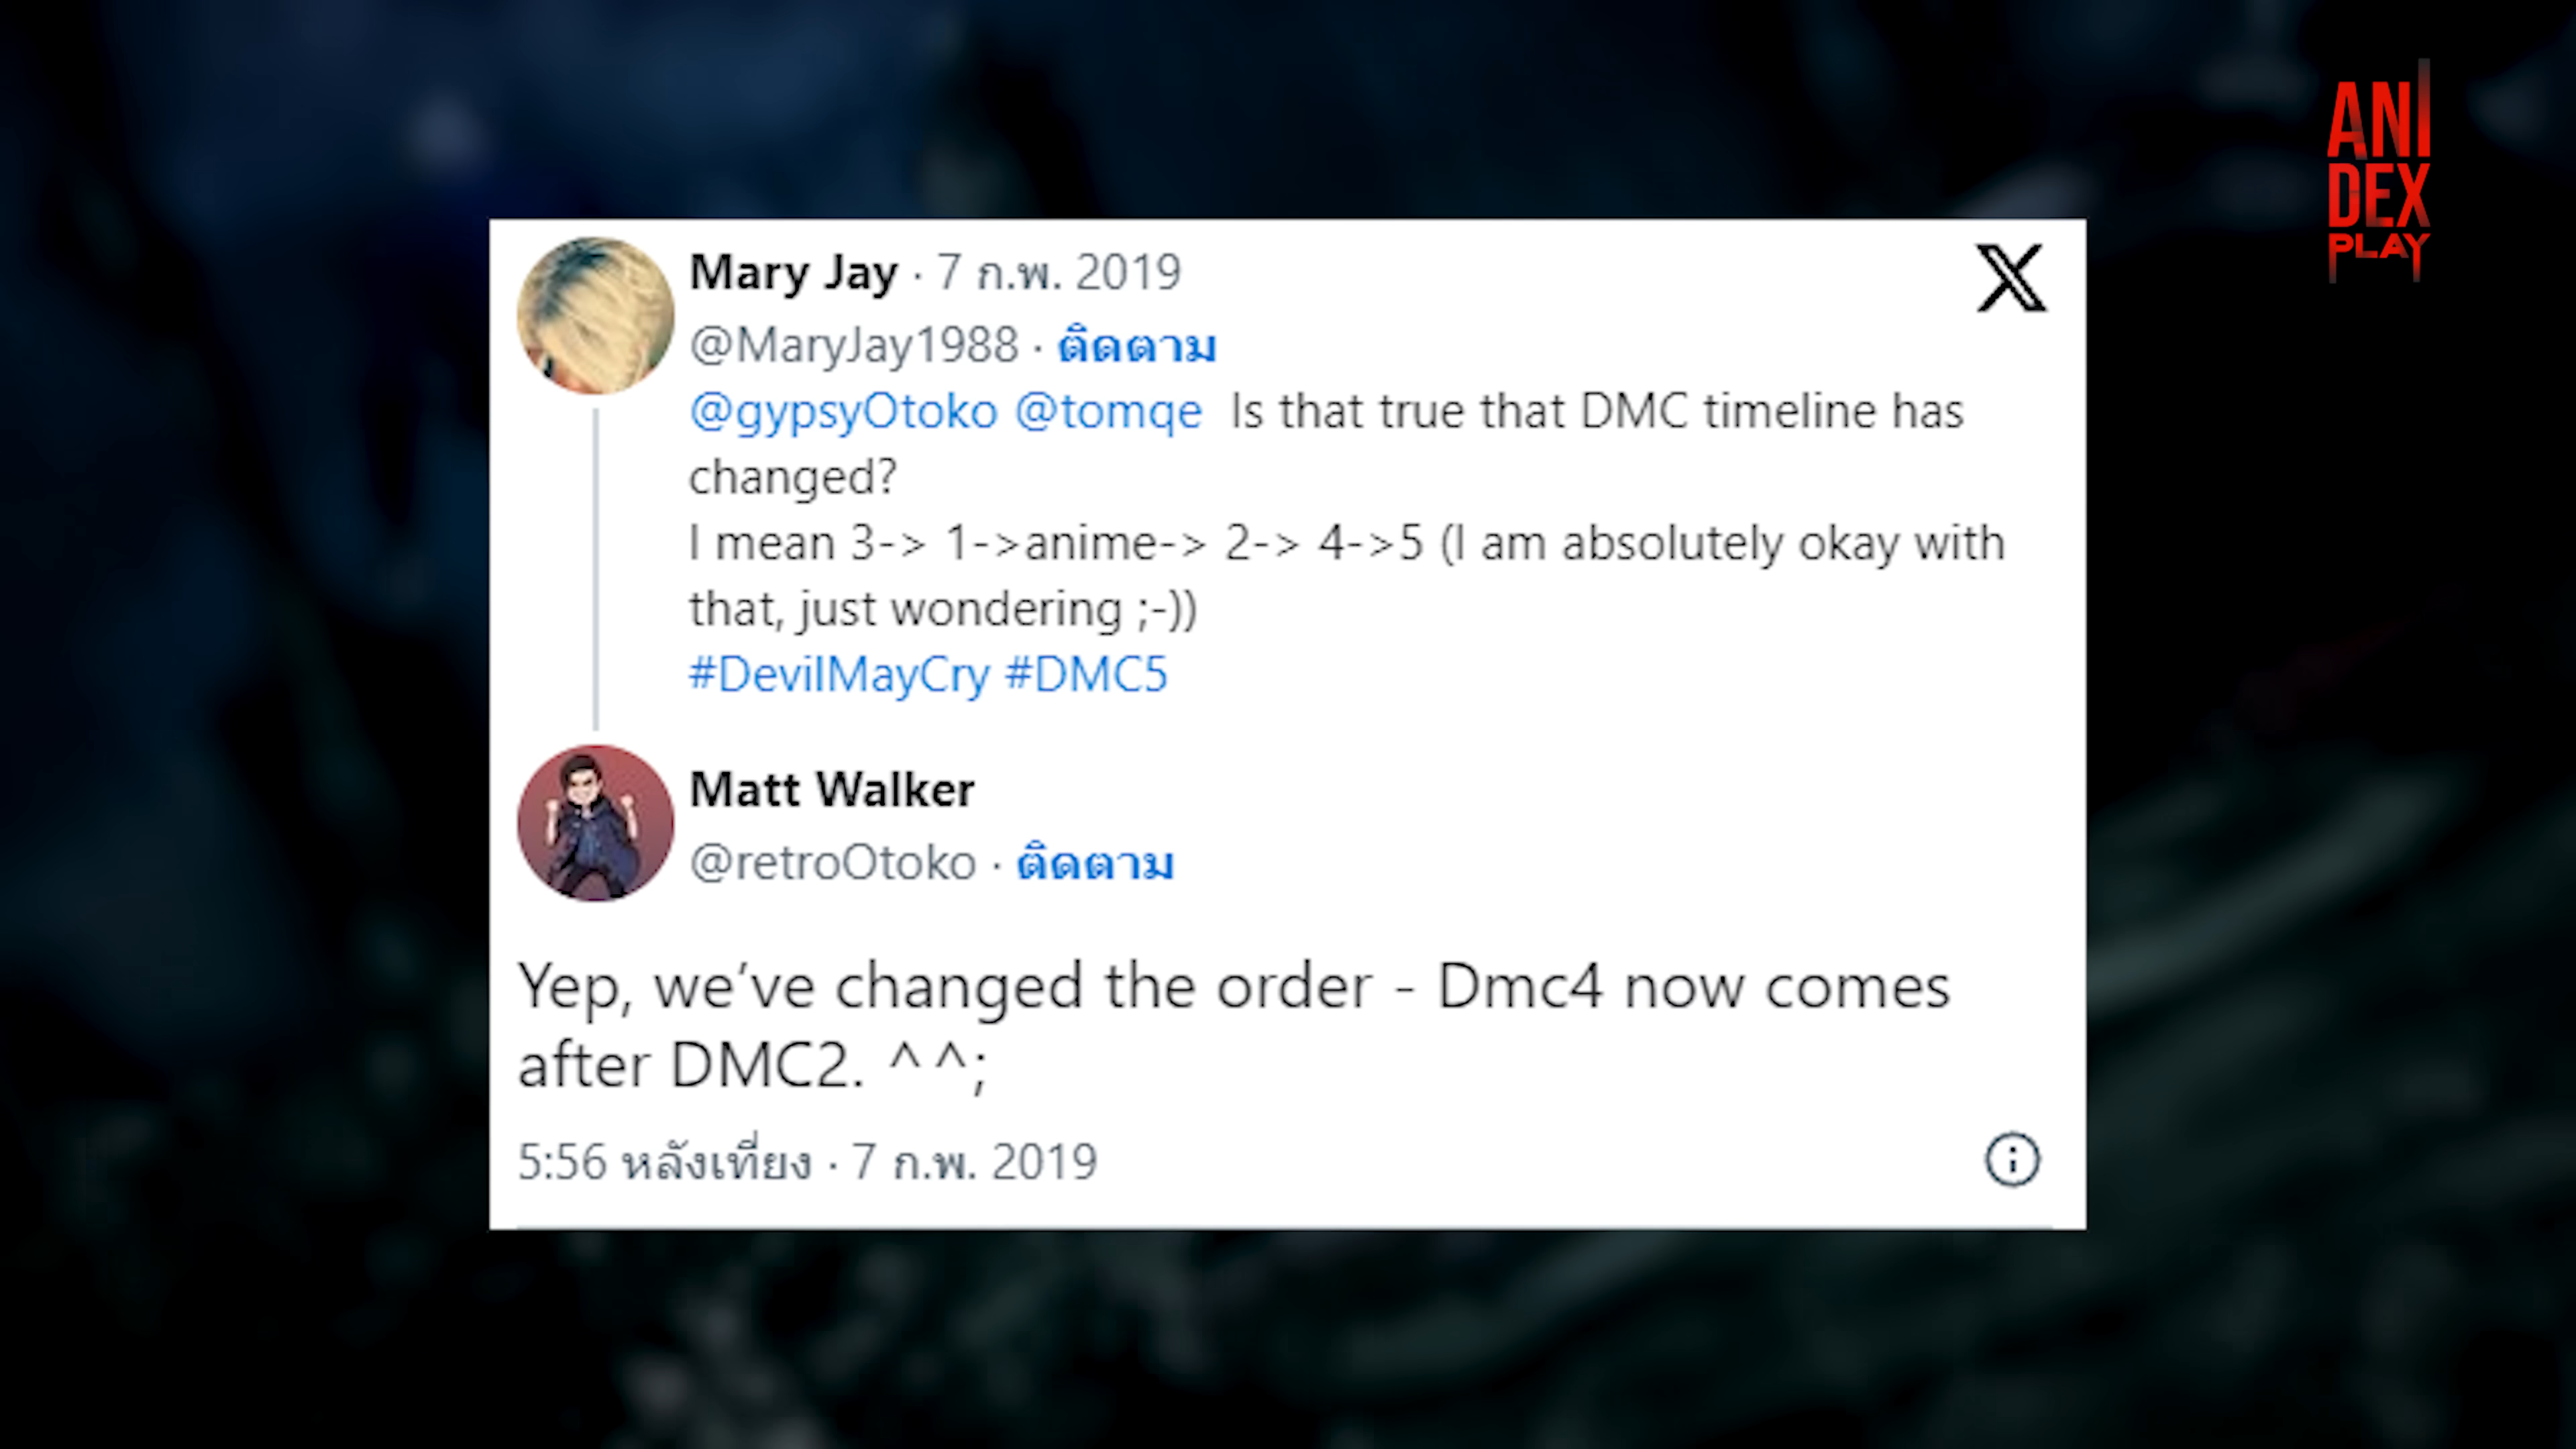 ANI
DEX
PLAY
Mary Jay · 7 ก.พ. 2019
@MaryJay1988 · ติดตาม
@gypsyOtoko @tomqe Is that true that DMC timeline has
changed?
I mean 3-> 1->anime-> 2-> 4->5 (I am absolutely okay with
that, just wondering ;-))
#DevilMayCry #DMC5
Matt Walker
@retroOtoko · ติดตาม
Yep, we’ve changed the order - Dmc4 now comes
after DMC2. ^ ^;
5:56 หลังเที่ยง · 7 ก.พ. 2019